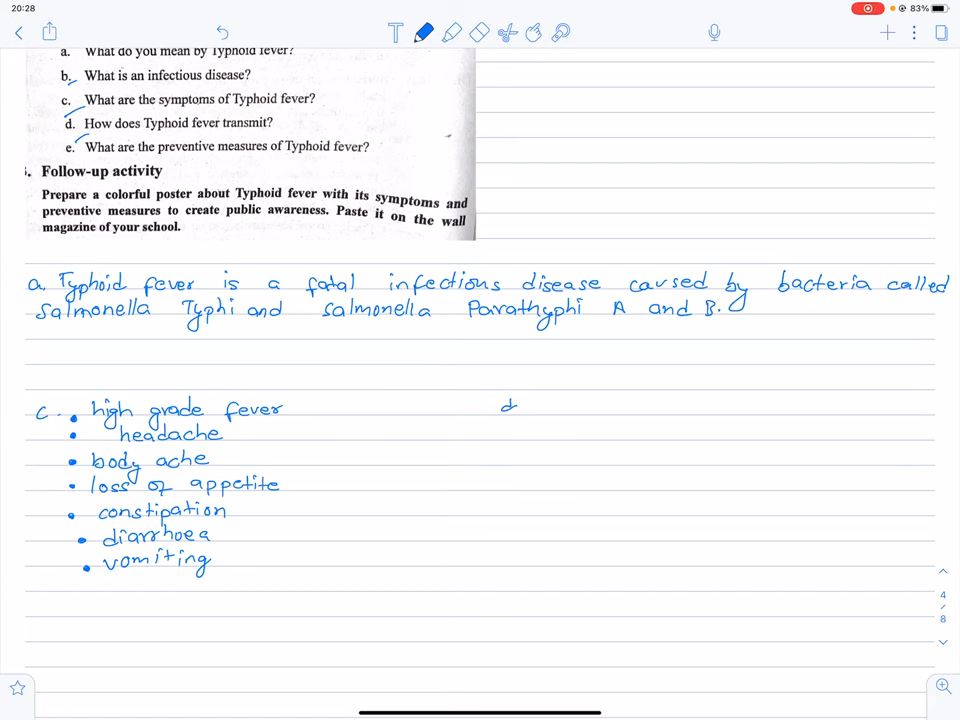 20:28
83%
a. What do you mean by Typhoid fever?
b. What is an infectious disease?
c. What are the symptoms of Typhoid fever?
d. How does Typhoid fever transmit?
e. What are the preventive measures of Typhoid fever?
Follow-up activity
Prepare a colorful poster about Typhoid fever with its symptoms and
preventive measures to create public awareness. Paste it on the wall
magazine of your school.
a. Typhoid fever is a fatal infectious disease caused by bacteria called
Salmonella Typhi and salmonella Parathyphi A and B.
c. • high grade fever
• headache
• body ache
• loss of appetite
• constipation
• diarrhoea
• vomiting
d
4
/
8